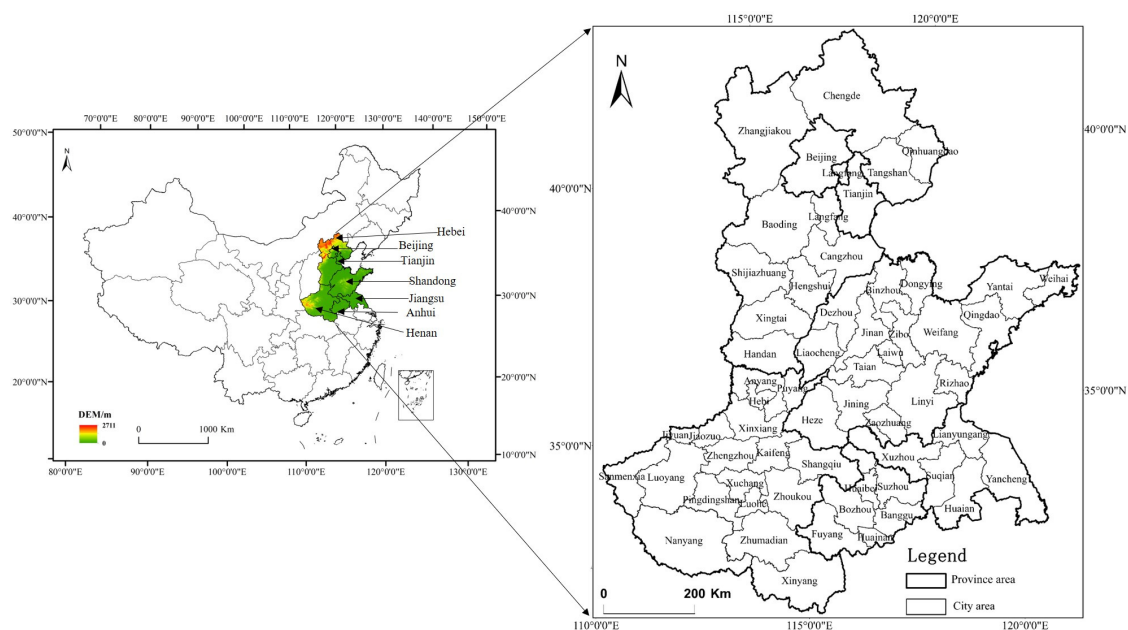 70°0'0"E 80°0'0"E 90°0'0"E 100°0'0"E 110°0'0"E 120°0'0"E 130°0'0"E 140°0'0"E 150°0'0"E
50°0'0"N
N
40°0'0"N
40°0'0"N
Hebei
Beijing
Tianjin
Shandong
30°0'0"N
Jiangsu
30°0'0"N
Anhui
Henan
20°0'0"N
20°0'0"N
DEM/m
2711
0
0 1000 Km
10°0'0"N
80°0'0"E 90°0'0"E 100°0'0"E 110°0'0"E 120°0'0"E 130°0'0"E
115°0'0"E 120°0'0"E
N
Chengde
Zhangjiakou
40°0'0"N
Beijing
Qinhuangdao
Langfang
Tangshan
40°0'0"N
Tianjin
Baoding
Langfang
Cangzhou
Shijiazhuang
Hengshui
Binzhou
Dongying
Yantai
Weihai
Xingtai
Dezhou
Qingdao
Jinan
Zibo
Weifang
Handan
Liaocheng
Laiwu
Taian
Anyang
Puyang
Rizhao
35°0'0"N
Hebi
Jining
Linyi
Xinxiang
Heze
Zaozhuang
Jiyuan
Jiaozuo
Lianyungang
35°0'0"N
Zhengzhou
Kaifeng
Shangqiu
Xuzhou
Sanmenxia
Luoyang
Xuchang
Suqian
Yancheng
Pingdingshan
Luohe
Zhoukou
Huaibei
Suzhou
Bozhou
Banggu
Huaian
Nanyang
Zhumadian
Fuyang
Huainan
Xinyang
Legend
Province area
City area
0 200 Km
110°0'0"E 115°0'0"E 120°0'0"E